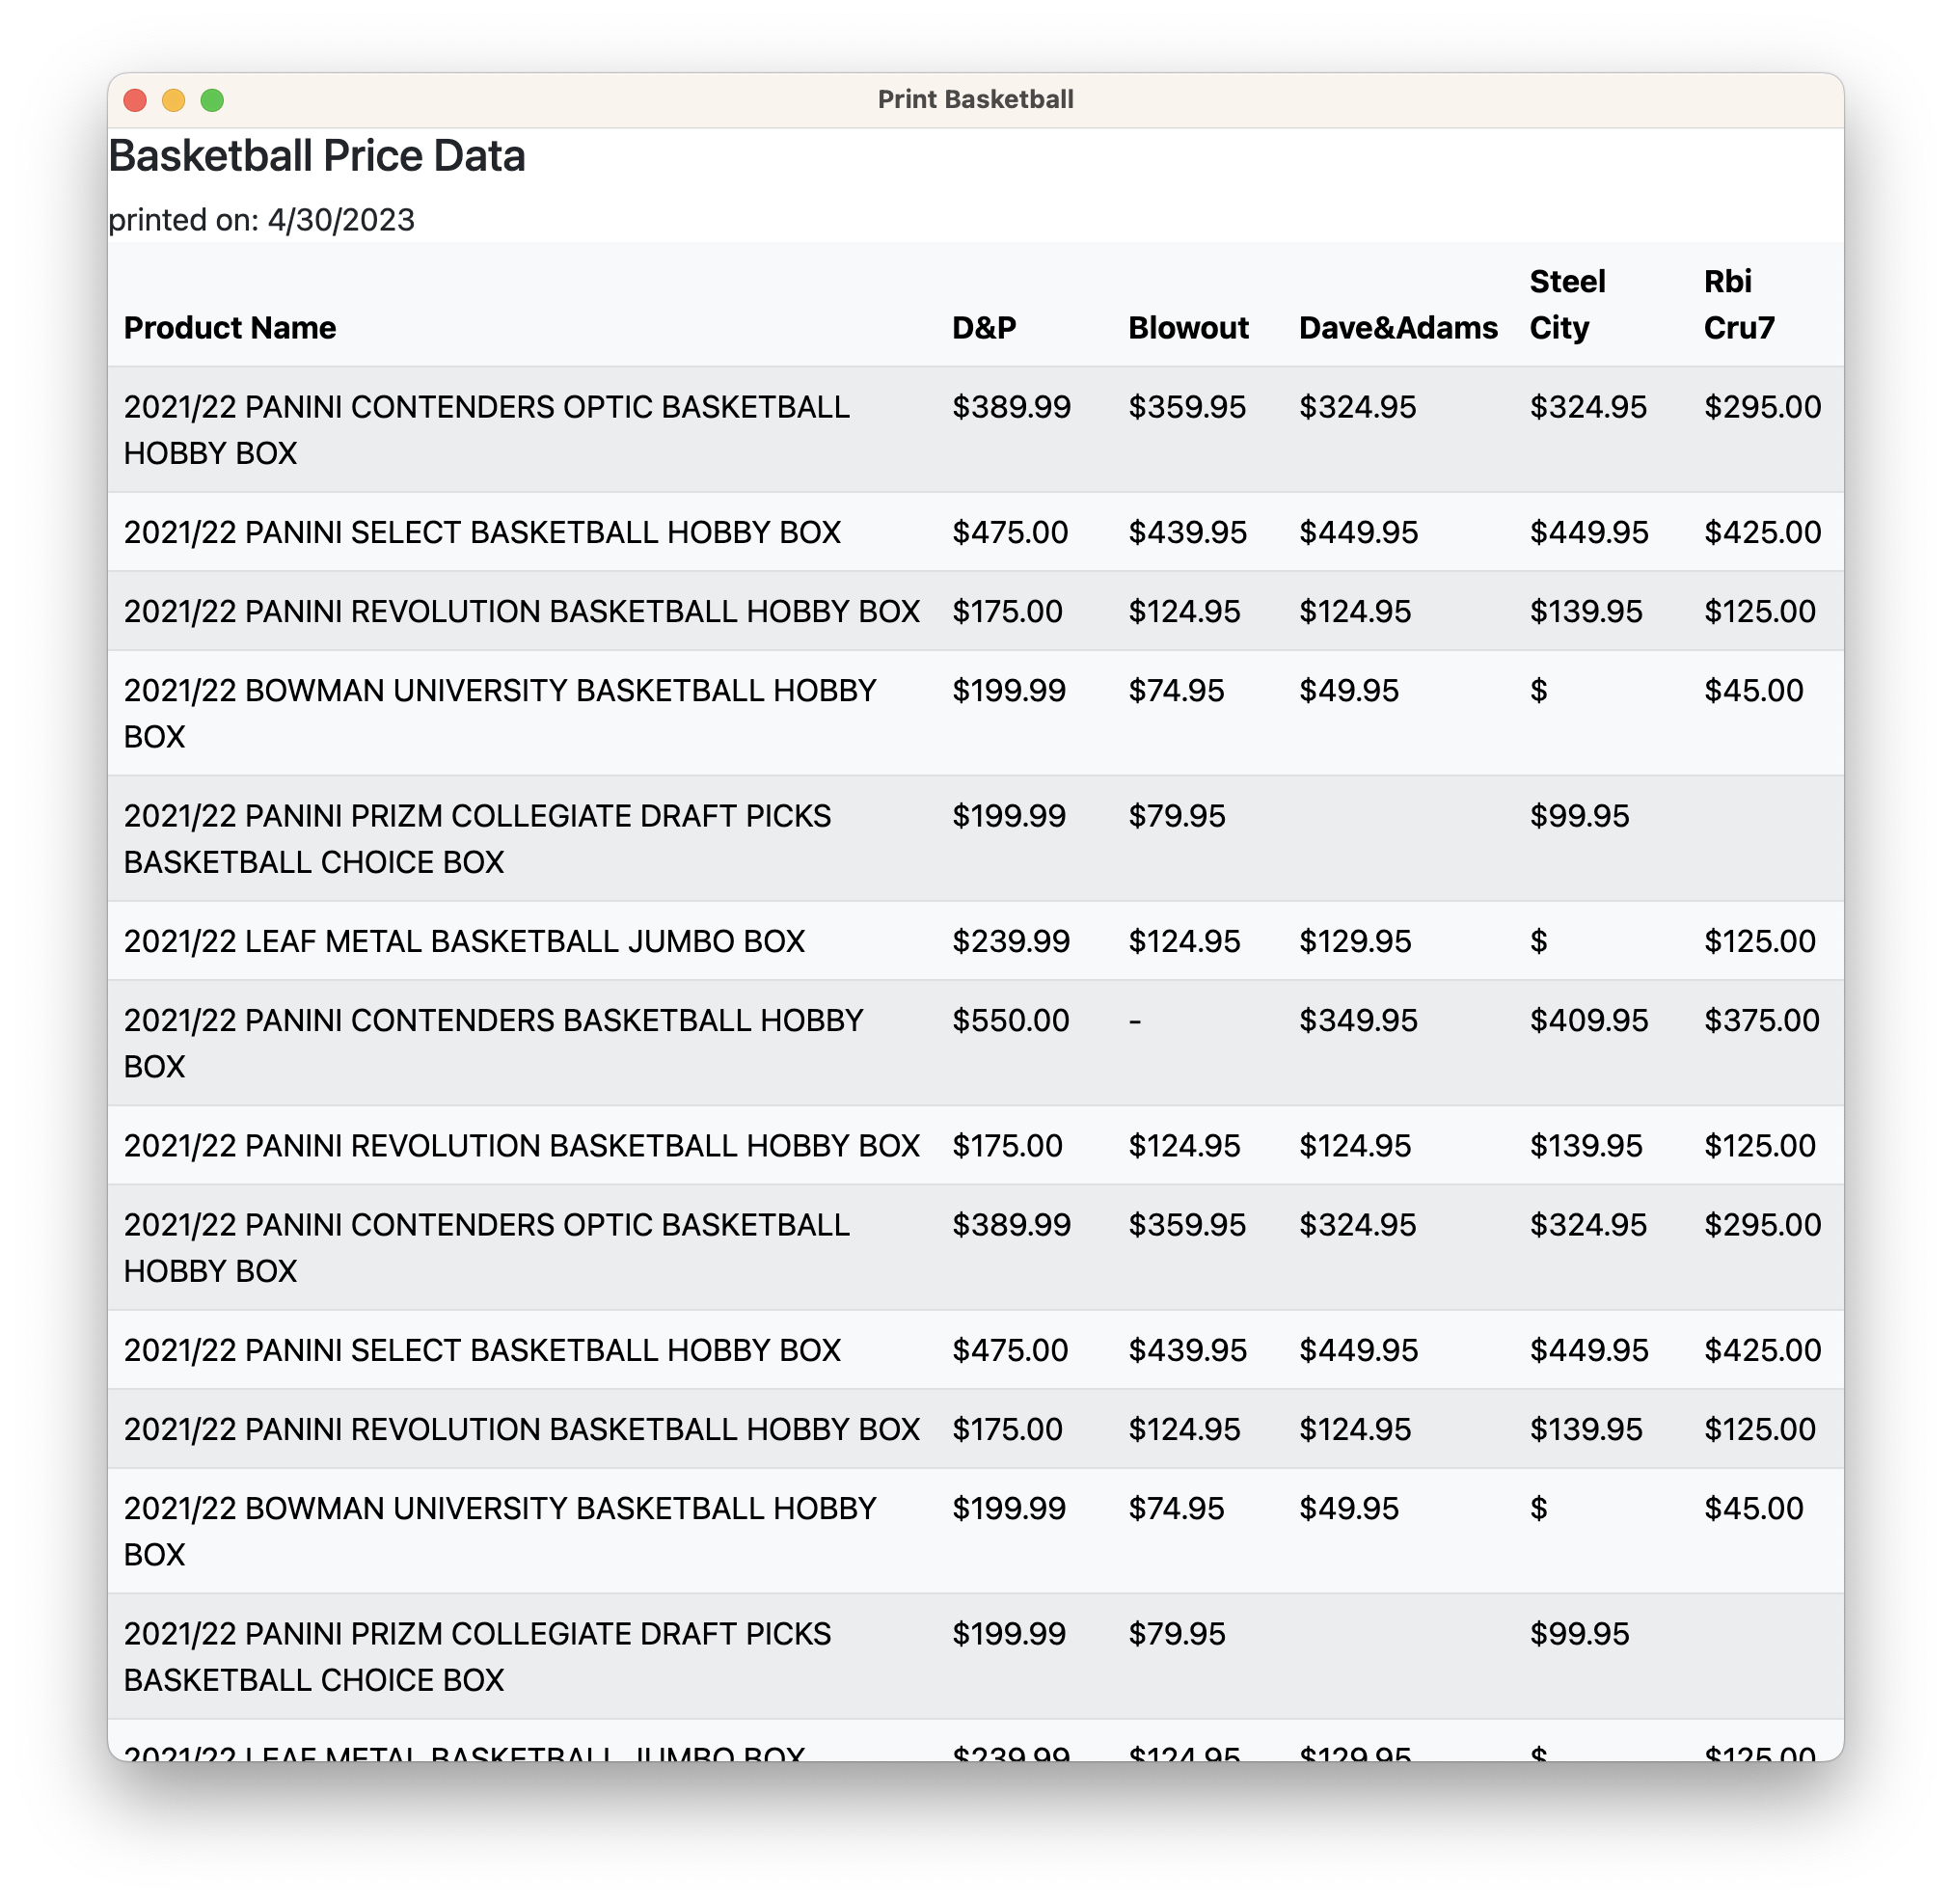 Print Basketball
Basketball Price Data
printed on: 4/30/2023
Steel Rbi
Product Name D&P Blowout Dave&Adams City Cru7
2021/22 PANINI CONTENDERS OPTIC BASKETBALL $389.99 $359.95 $324.95 $324.95 $295.00
HOBBY BOX
2021/22 PANINI SELECT BASKETBALL HOBBY BOX $475.00 $439.95 $449.95 $449.95 $425.00
2021/22 PANINI REVOLUTION BASKETBALL HOBBY BOX $175.00 $124.95 $124.95 $139.95 $125.00
2021/22 BOWMAN UNIVERSITY BASKETBALL HOBBY $199.99 $74.95 $49.95 $ $45.00
BOX
2021/22 PANINI PRIZM COLLEGIATE DRAFT PICKS $199.99 $79.95 $99.95
BASKETBALL CHOICE BOX
2021/22 LEAF METAL BASKETBALL JUMBO BOX $239.99 $124.95 $129.95 $ $125.00
2021/22 PANINI CONTENDERS BASKETBALL HOBBY $550.00 - $349.95 $409.95 $375.00
BOX
2021/22 PANINI REVOLUTION BASKETBALL HOBBY BOX $175.00 $124.95 $124.95 $139.95 $125.00
2021/22 PANINI CONTENDERS OPTIC BASKETBALL $389.99 $359.95 $324.95 $324.95 $295.00
HOBBY BOX
2021/22 PANINI SELECT BASKETBALL HOBBY BOX $475.00 $439.95 $449.95 $449.95 $425.00
2021/22 PANINI REVOLUTION BASKETBALL HOBBY BOX $175.00 $124.95 $124.95 $139.95 $125.00
2021/22 BOWMAN UNIVERSITY BASKETBALL HOBBY $199.99 $74.95 $49.95 $ $45.00
BOX
2021/22 PANINI PRIZM COLLEGIATE DRAFT PICKS $199.99 $79.95 $99.95
BASKETBALL CHOICE BOX
2021/22 LEAF METAL BASKETBALL JUMBO BOX $239.99 $124.95 $129.95 $ $125.00